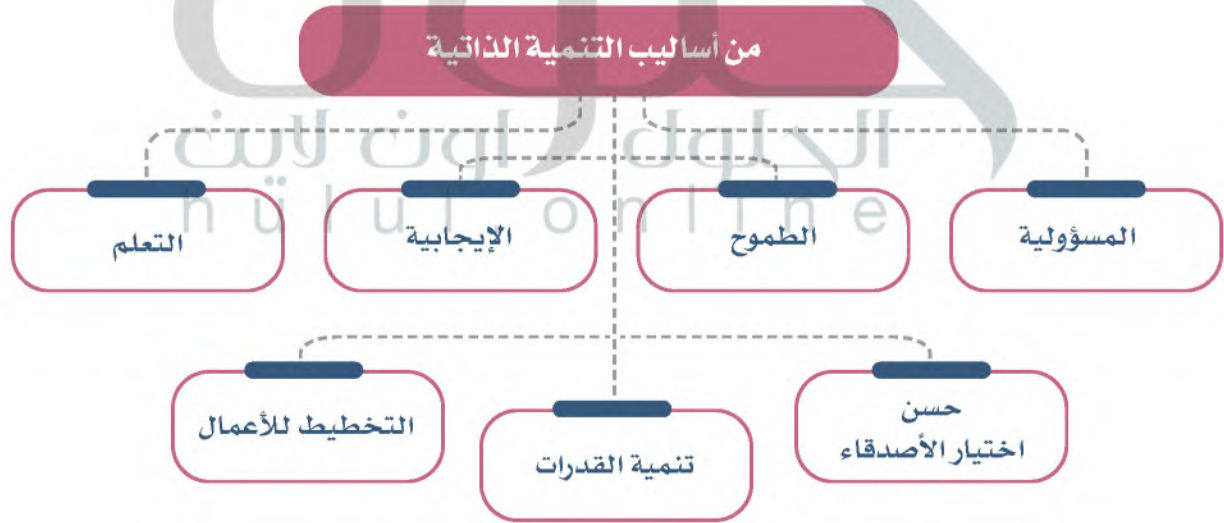 من أساليب التنمية الذاتية
الحلول اون لاين
hulul online
المسؤولية
الطموح
الإيجابية
التعلم
حسن
اختيار الأصدقاء
تنمية القدرات
التخطيط للأعمال